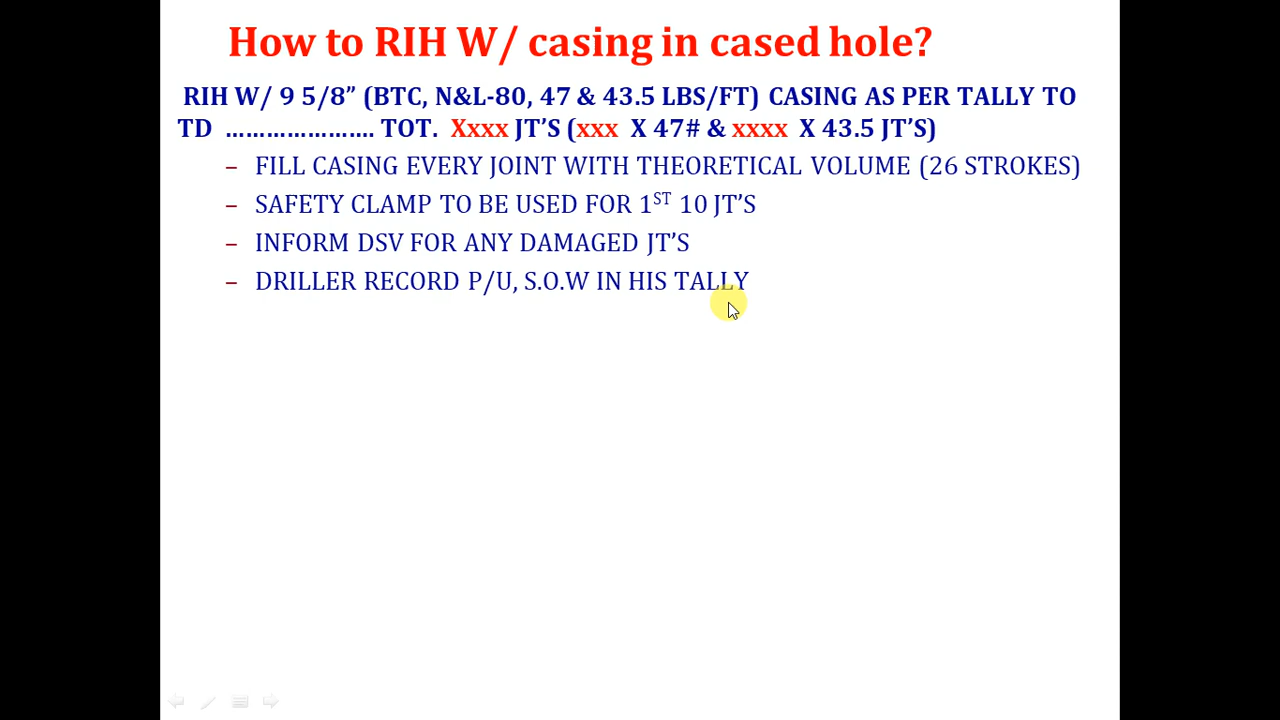 How to RIH W/ casing in cased hole?
RIH W/ 9 5/8” (BTC, N&L-80, 47 & 43.5 LBS/FT) CASING AS PER TALLY TO
TD ………………… TOT. Xxxx JT’S (xxx X 47# & xxxx X 43.5 JT’S)
– FILL CASING EVERY JOINT WITH THEORETICAL VOLUME (26 STROKES)
– SAFETY CLAMP TO BE USED FOR 1ST 10 JT’S
– INFORM DSV FOR ANY DAMAGED JT’S
– DRILLER RECORD P/U, S.O.W IN HIS TALLY